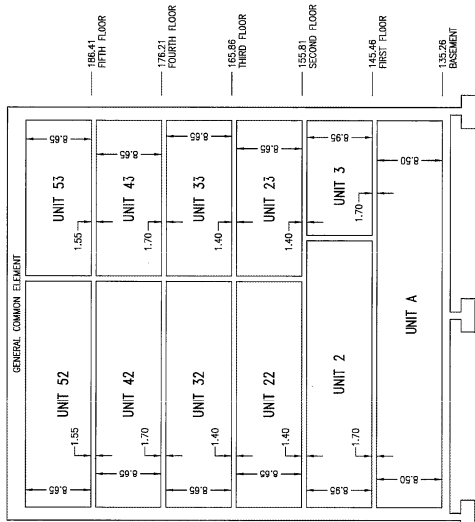 GENERAL COMMON ELEMENT
8.65
UNIT 52
1.55
UNIT 53
1.55
8.65
186.41
FIFTH FLOOR
8.65
UNIT 42
1.70
UNIT 43
1.70
8.65
176.21
FOURTH FLOOR
8.65
UNIT 32
1.40
UNIT 33
1.40
8.65
165.86
THIRD FLOOR
8.65
UNIT 22
1.40
UNIT 23
1.40
8.65
155.81
SECOND FLOOR
8.95
UNIT 2
1.70
UNIT 3
1.70
8.95
145.46
FIRST FLOOR
8.50
UNIT A
8.50
135.26
BASEMENT